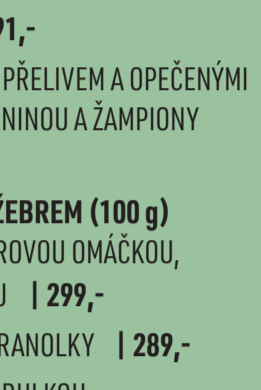 91,-
PŘELIVEM A OPEČENÝMI
NINOU A ŽAMPIONY
ŽEBREM (100 g)
ROVOU OMÁČKOU,
U | 299,-
RANOLKY | 289,-